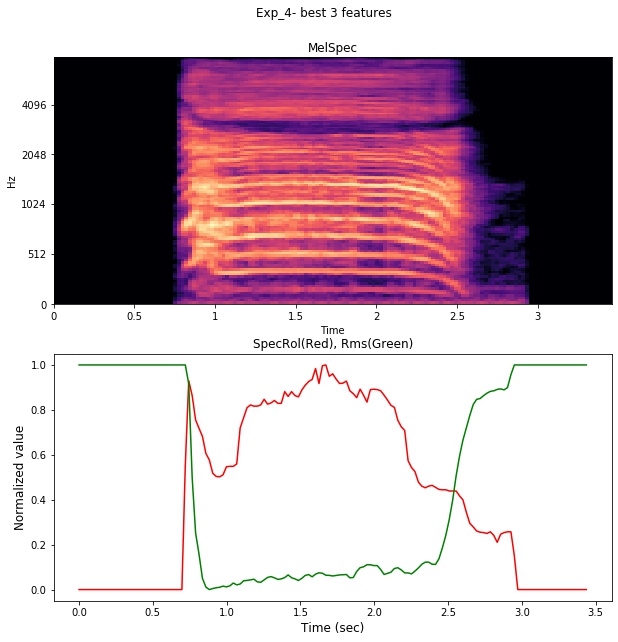 Exp_4- best 3 features
MelSpec
4096
2048
1024
512
0
Hz
0 0.5 1 1.5 2 2.5 3
Time
SpecRol(Red), Rms(Green)
1.0
0.8
0.6
0.4
0.2
0.0
Normalized value
0.0 0.5 1.0 1.5 2.0 2.5 3.0 3.5
Time (sec)